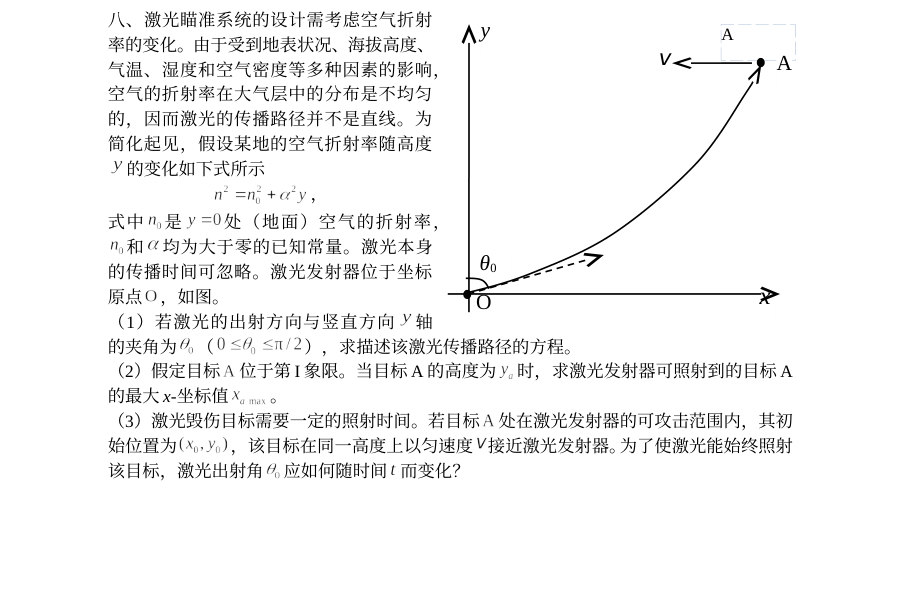 八、激光瞄准系统的设计需考虑空气折射
率的变化。由于受到地表状况、海拔高度、
气温、湿度和空气密度等多种因素的影响,
空气的折射率在大气层中的分布是不均匀
的，因而激光的传播路径并不是直线。为
简化起见，假设某地的空气折射率随高度
y 的变化如下式所示
n² =n₀² + α² y ，
式中 n₀ 是 y =0 处（地面）空气的折射率,
n₀ 和 α 均为大于零的已知常量。激光本身
的传播时间可忽略。激光发射器位于坐标
原点 O ，如图。
（1）若激光的出射方向与竖直方向 y 轴
的夹角为 θ₀ （ 0 ≤θ₀ ≤π/2 ），求描述该激光传播路径的方程。
（2）假定目标 A 位于第 I 象限。当目标 A 的高度为 yₐ 时，求激光发射器可照射到的目标 A
的最大 x-坐标值 x_{a max} 。
（3）激光毁伤目标需要一定的照射时间。若目标 A 处在激光发射器的可攻击范围内，其初
始位置为 (x₀, y₀) ，该目标在同一高度上以匀速度 v 接近激光发射器。为了使激光能始终照射
该目标，激光出射角 θ₀ 应如何随时间 t 而变化？
y
A
v
A
θ₀
O
x